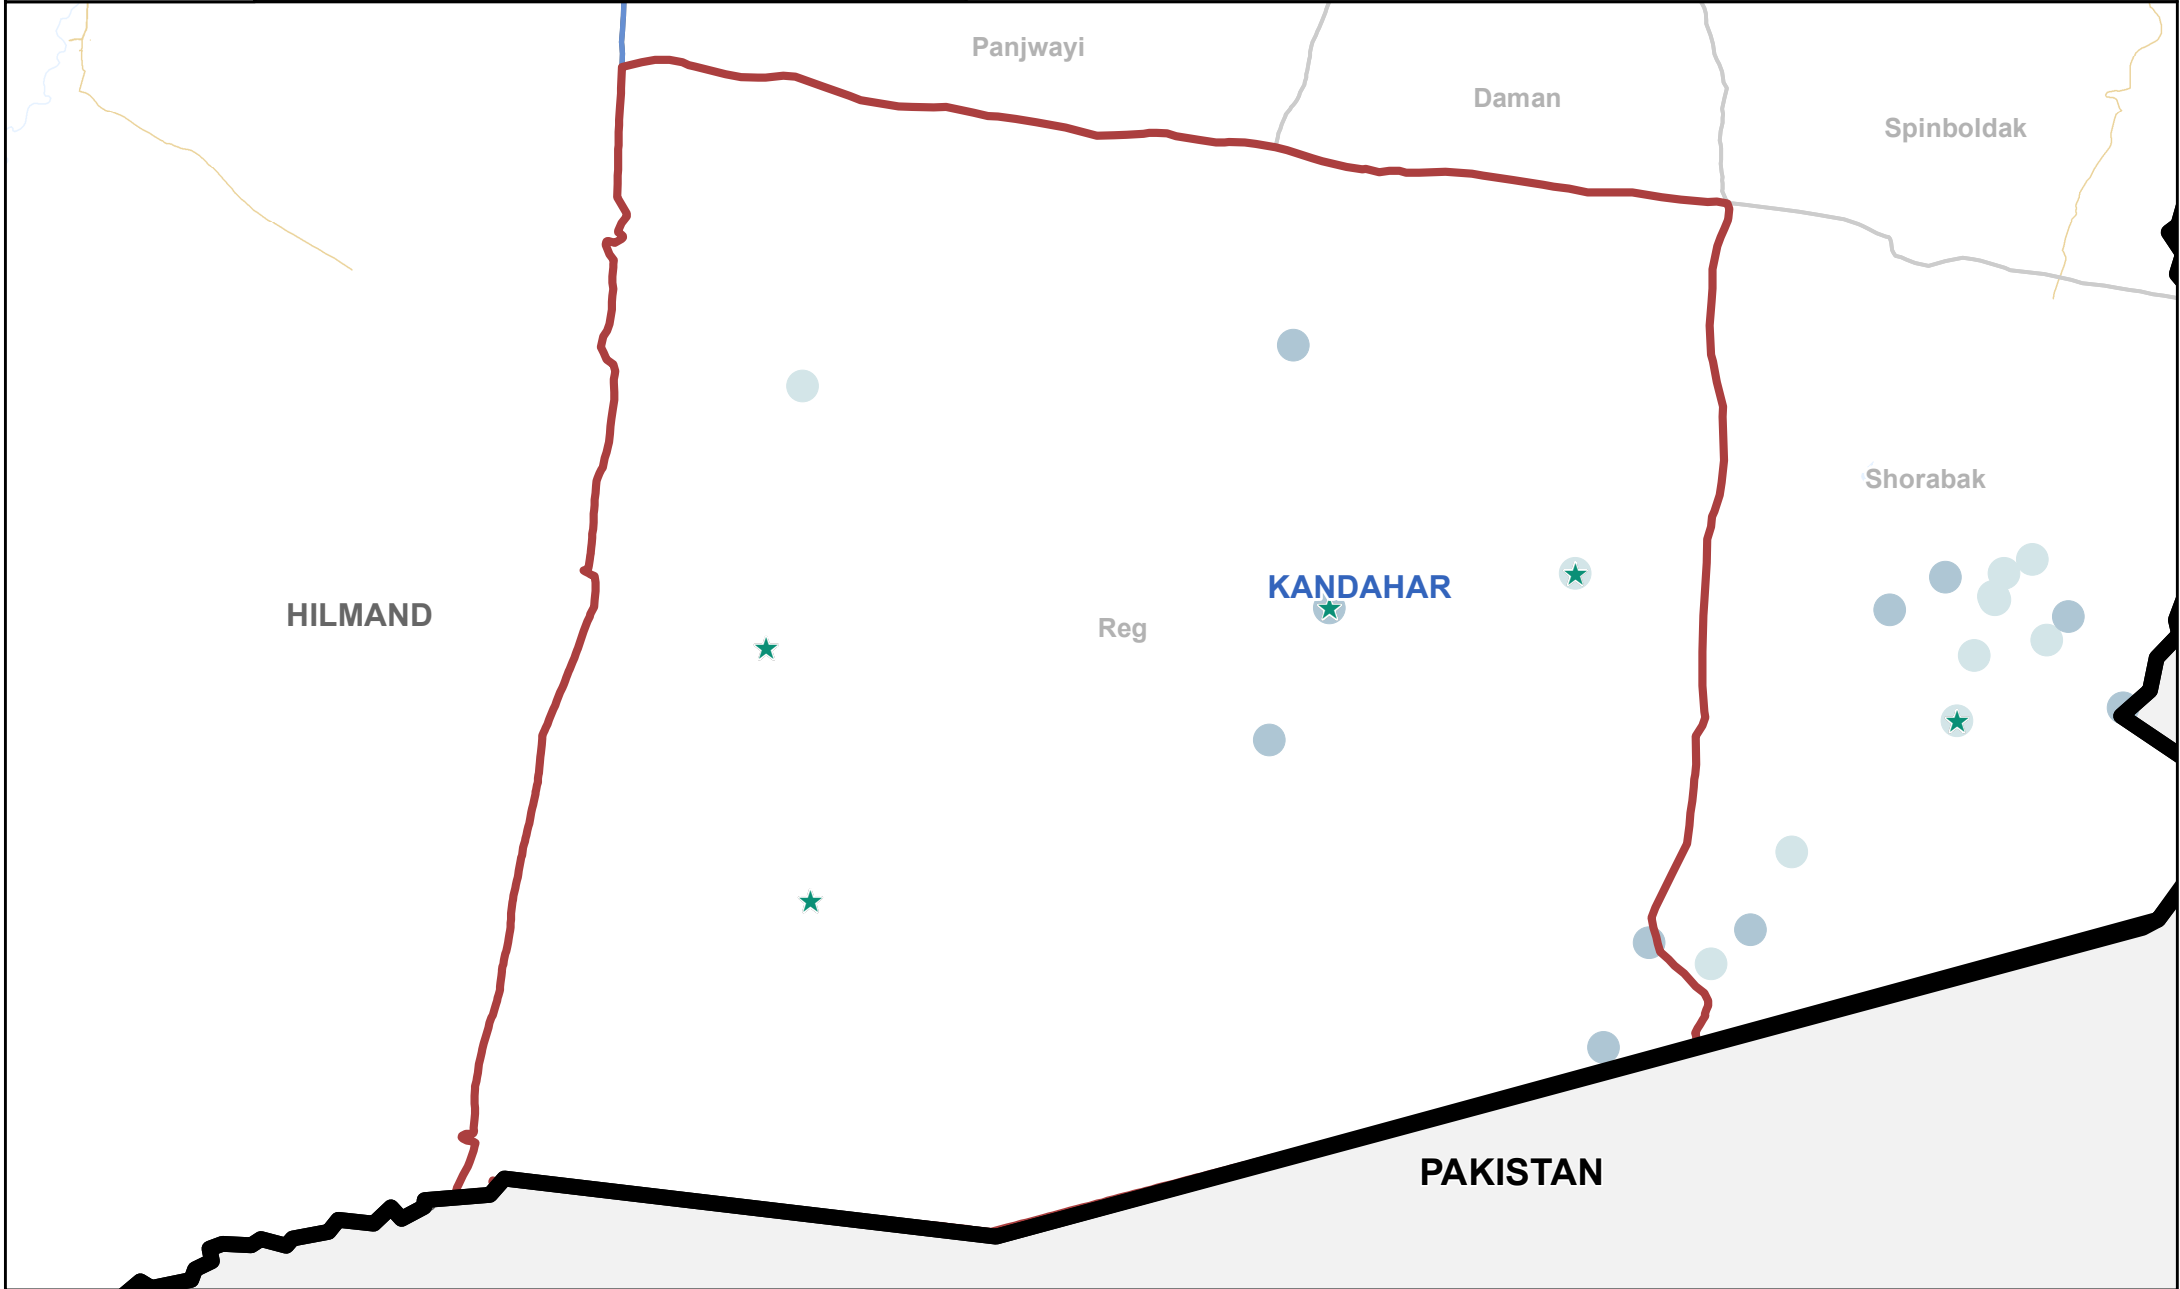 Panjwayi
Daman
Spinboldak
Shorabak
KANDAHAR
HILMAND
Reg
PAKISTAN